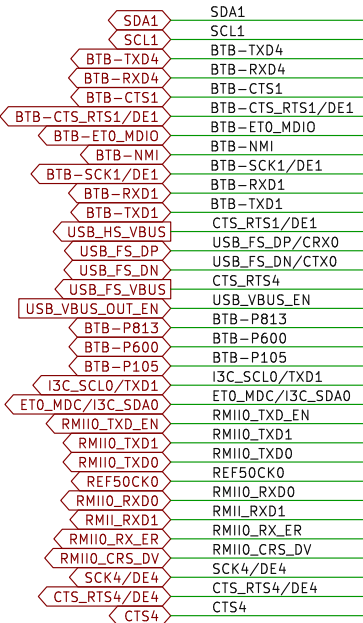 SDA1 SDA1
SCL1 SCL1
BTB-TXD4 BTB-TXD4
BTB-RXD4 BTB-RXD4
BTB-CTS1 BTB-CTS1
BTB-CTS_RTS1/DE1 BTB-CTS_RTS1/DE1
BTB-ET0_MDIO BTB-ET0_MDIO
BTB-NMI BTB-NMI
BTB-SCK1/DE1 BTB-SCK1/DE1
BTB-RXD1 BTB-RXD1
BTB-TXD1 BTB-TXD1
USB_HS_VBUS CTS_RTS1/DE1
USB_FS_DP USB_FS_DP/CRX0
USB_FS_DN USB_FS_DN/CTX0
USB_FS_VBUS CTS_RTS4
USB_VBUS_OUT_EN USB_VBUS_EN
BTB-P813 BTB-P813
BTB-P600 BTB-P600
BTB-P105 BTB-P105
I3C_SCL0/TXD1 I3C_SCL0/TXD1
ET0_MDC/I3C_SDA0 ET0_MDC/I3C_SDA0
RMII0_TXD_EN RMII0_TXD_EN
RMII0_TXD1 RMII0_TXD1
RMII0_TXD0 RMII0_TXD0
REF50CK0 REF50CK0
RMII0_RXD0 RMII0_RXD0
RMII_RXD1 RMII_RXD1
RMII0_RX_ER RMII0_RX_ER
RMII0_CRS_DV RMII0_CRS_DV
SCK4/DE4 SCK4/DE4
CTS_RTS4/DE4 CTS_RTS4/DE4
CTS4 CTS4